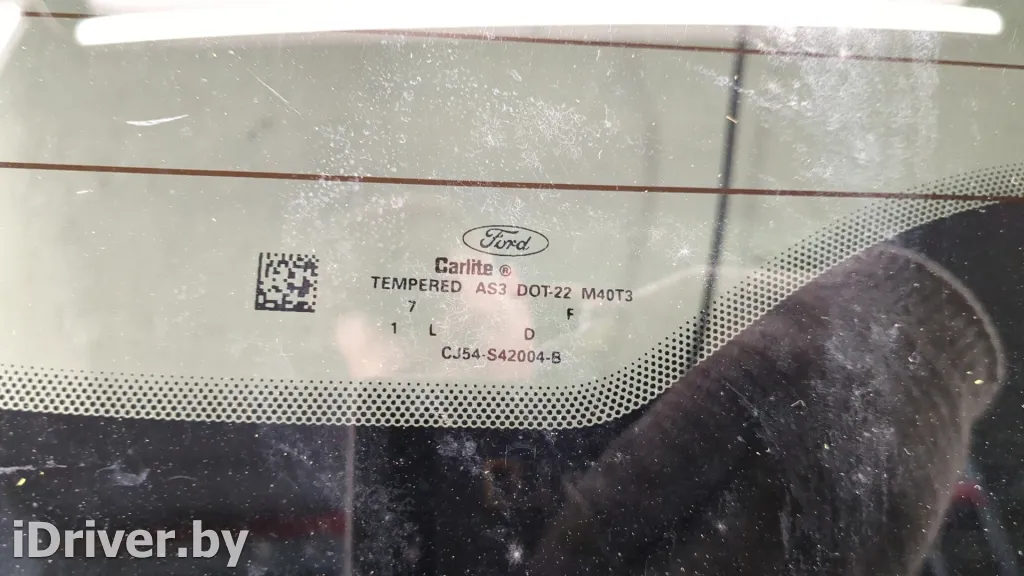 Ford
Carlite ®
TEMPERED AS3 DOT-22 M40T3
7 F
1 L D
CJ54-S42004-B
iDriver.by